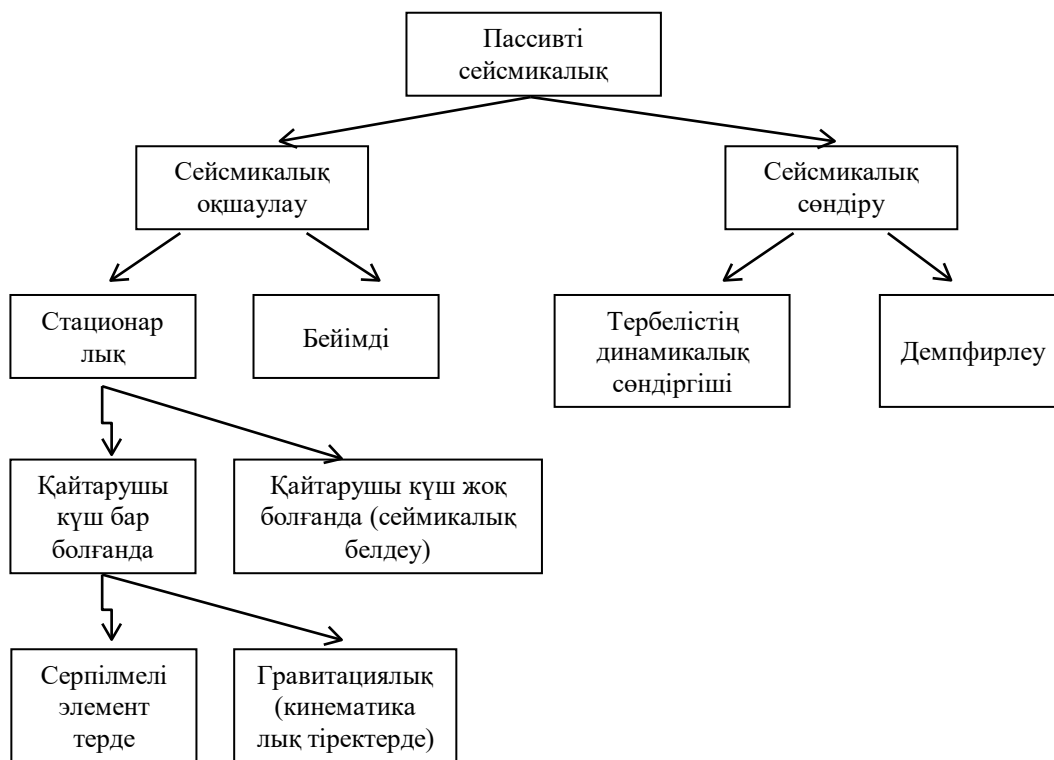 Пассивті
сейсмикалық
Сейсмикалық
оқшаулау
Сейсмикалық
сөндіру
Стационар
лық
Бейімді
Тербелістің
динамикалық
сөндіргіші
Демпфирлеу
Қайтарушы
күш бар
болғанда
Қайтарушы күш жоқ
болғанда (сеймикалық
белдеу)
Серпілмелі
элемент
терде
Гравитациялық
(кинематика
лық тіректерде)